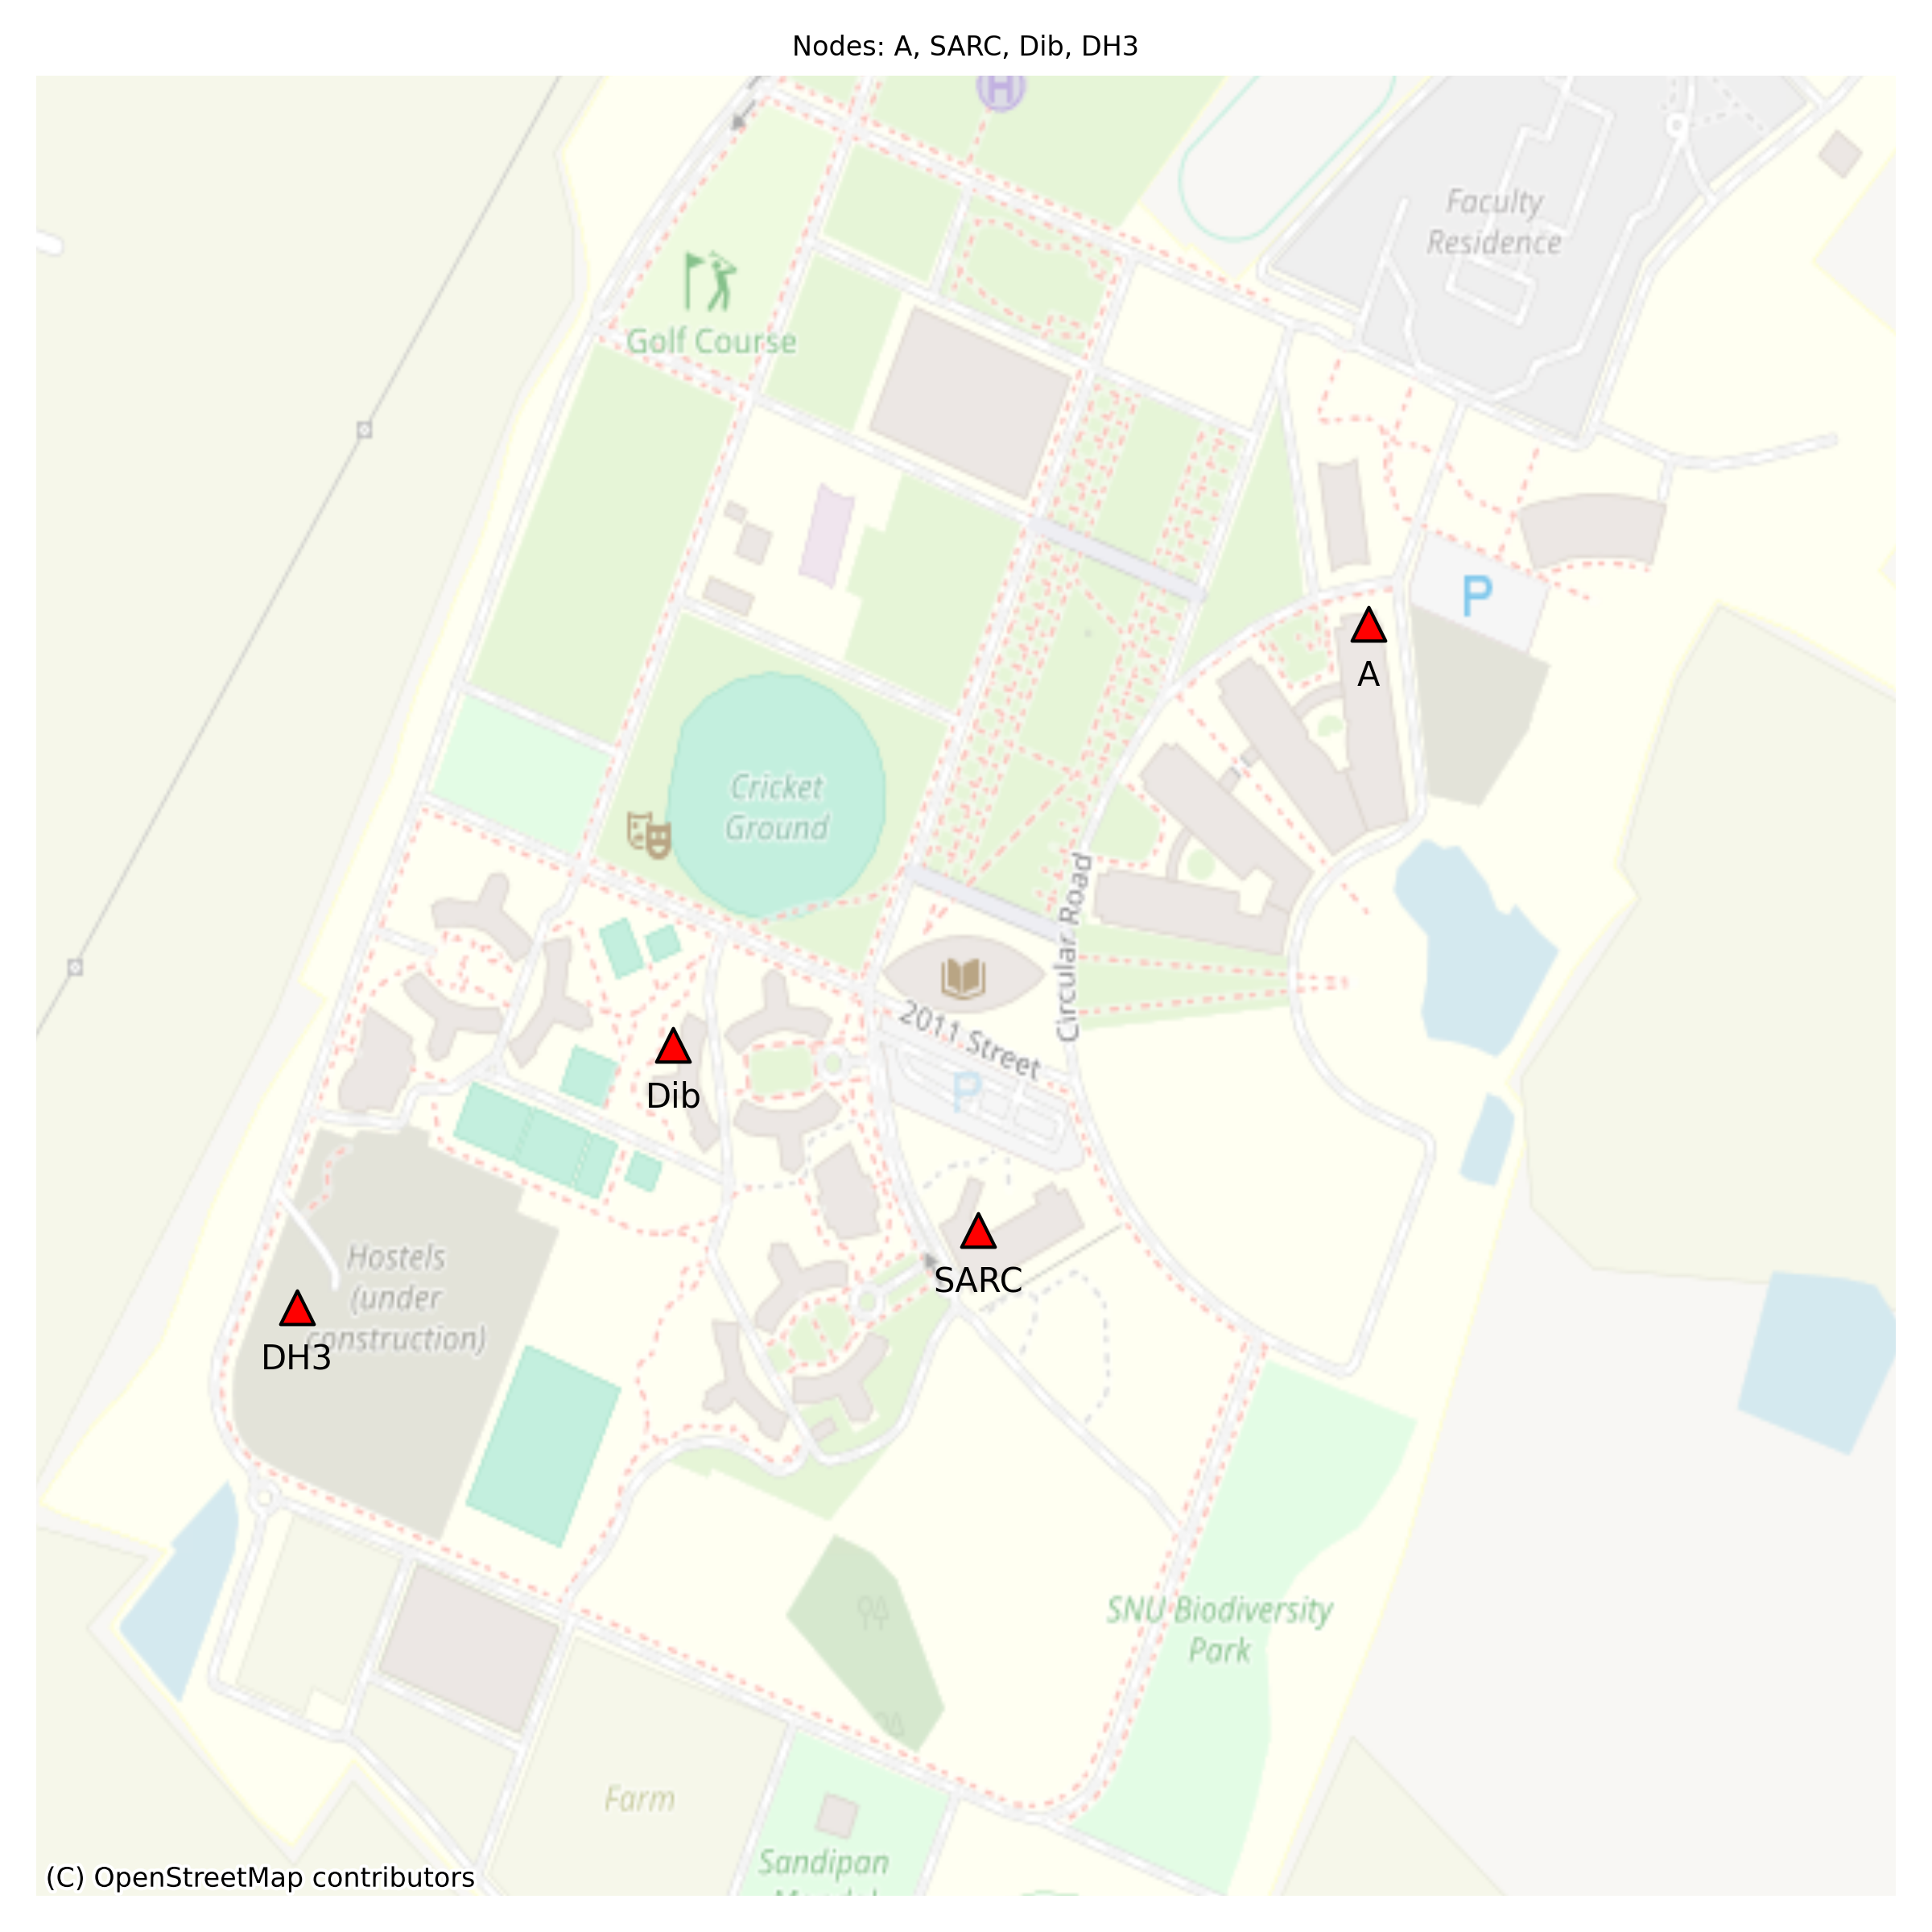 Nodes: A, SARC, Dib, DH3
H
Faculty
Residence
Golf Course
P
A
Cricket
Ground
Circular Road
2011 Street
P
Dib
SARC
Hostels
(under
construction)
DH3
SNU Biodiversity
Park
Farm
Sandipan
(C) OpenStreetMap contributors